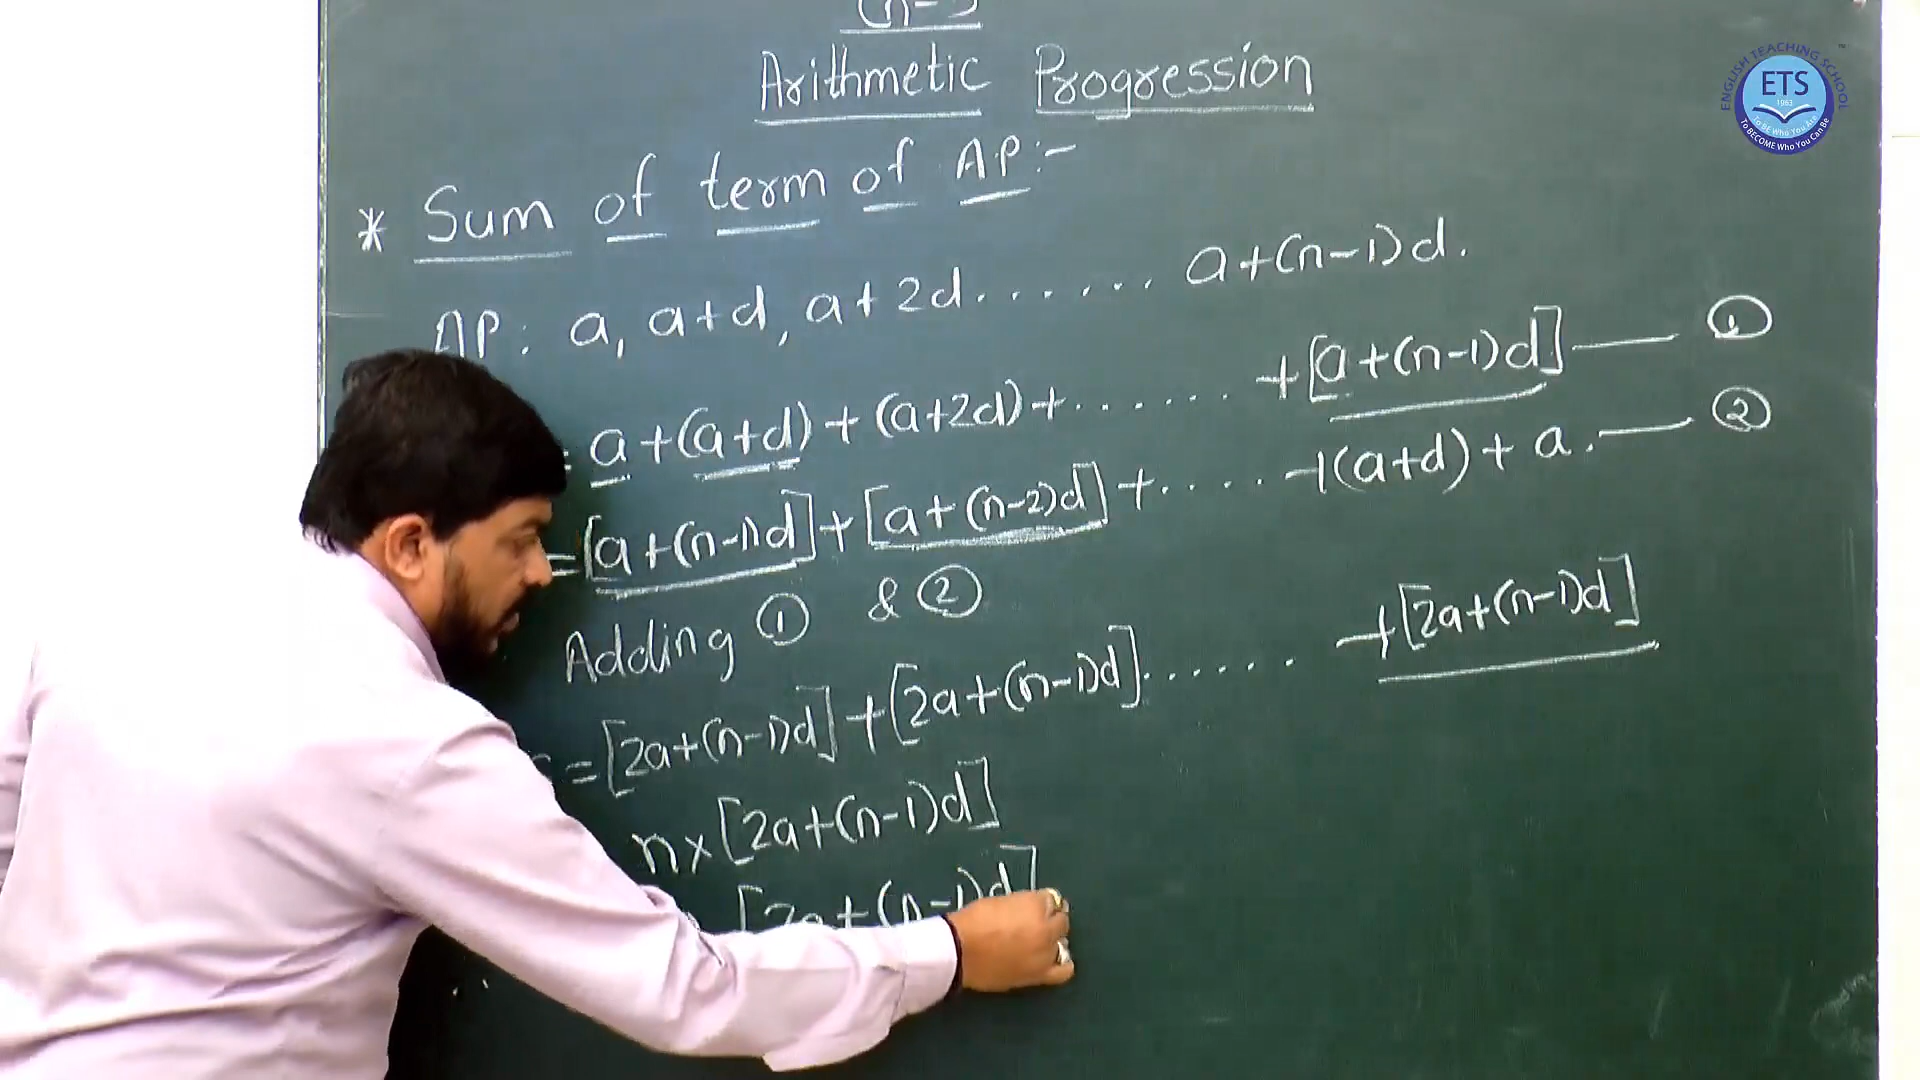 Arithmetic Progression
* Sum of term of AP:-
AP: a, a+d, a+2d....... a+(n-1)d.
= a+(a+d)+(a+2d)+....... +[a+(n-1)d] —— ①
=[a+(n-1)d]+[a+(n-2)d]+..... +(a+d)+a. —— ②
Adding ① & ②
=[2a+(n-1)d]+[2a+(n-1)d]...... +[2a+(n-1)d]
n×[2a+(n-1)d]
[2a+(n-1)d]
ENGLISH TEACHING SCHOOL
ETS
1963
To BE Who You Are
To BECOME Who You Can Be